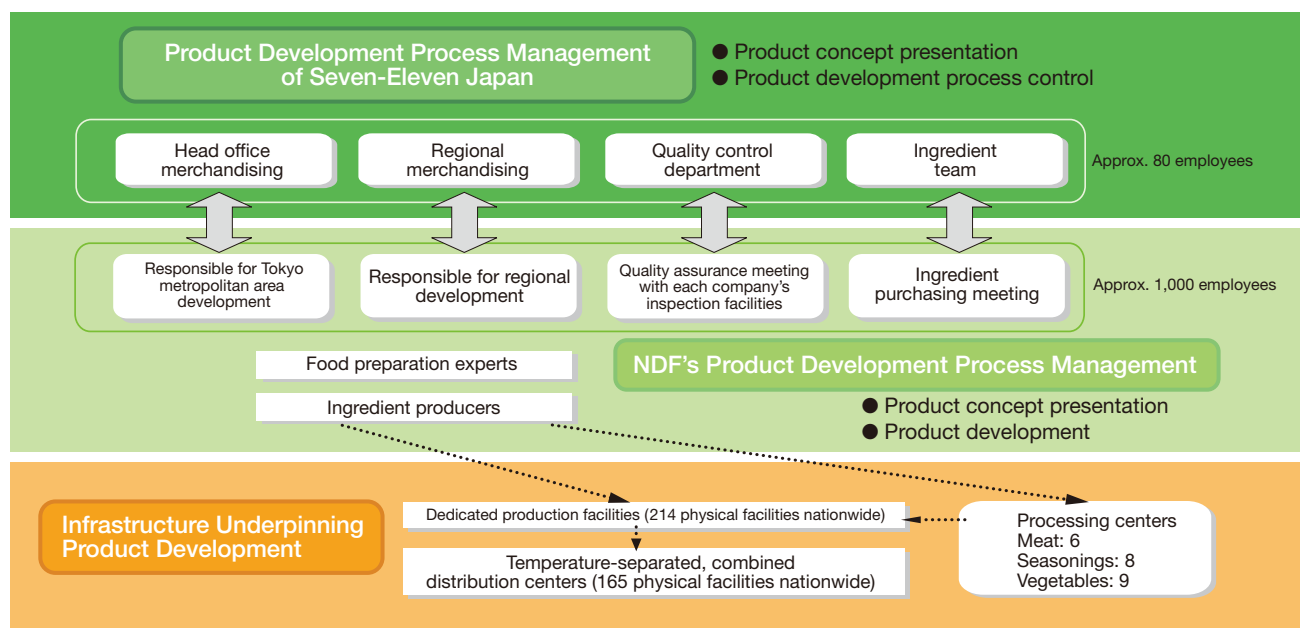 Product Development Process Management
of Seven-Eleven Japan
● Product concept presentation
● Product development process control
Head office
merchandising
Regional
merchandising
Quality control
department
Ingredient
team
Approx. 80 employees
Responsible for Tokyo
metropolitan area
development
Responsible for regional
development
Quality assurance meeting
with each company's
inspection facilities
Ingredient
purchasing meeting
Approx. 1,000 employees
Food preparation experts
Ingredient producers
NDF's Product Development Process Management
● Product concept presentation
● Product development
Infrastructure Underpinning
Product Development
Dedicated production facilities (214 physical facilities nationwide)
Temperature-separated, combined
distribution centers (165 physical facilities nationwide)
Processing centers
Meat: 6
Seasonings: 8
Vegetables: 9